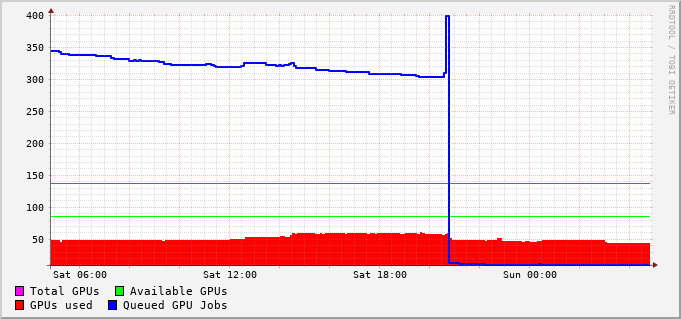 400
350
300
250
200
150
100
50
Sat 06:00 Sat 12:00 Sat 18:00 Sun 00:00
Total GPUs Available GPUs
GPUs used Queued GPU Jobs
RRDTOOL / TOBI OETIKER